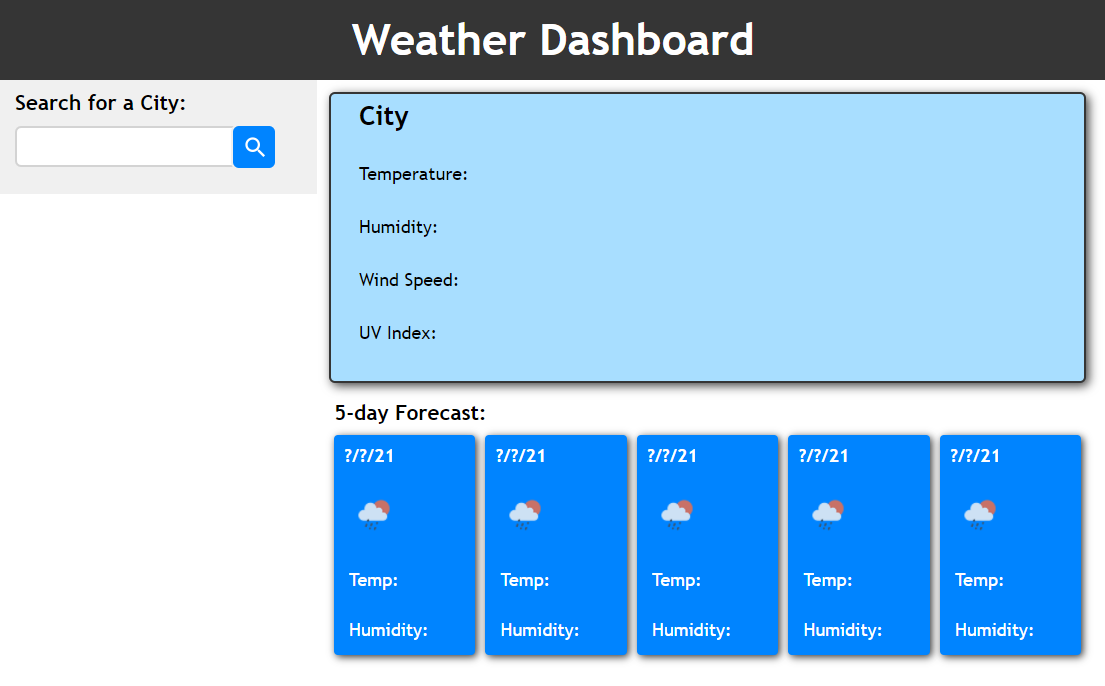 Weather Dashboard
Search for a City:
City
Temperature:
Humidity:
Wind Speed:
UV Index:
5-day Forecast:
?/?/21 ?/?/21 ?/?/21 ?/?/21 ?/?/21
Temp: Temp: Temp: Temp: Temp:
Humidity: Humidity: Humidity: Humidity: Humidity: